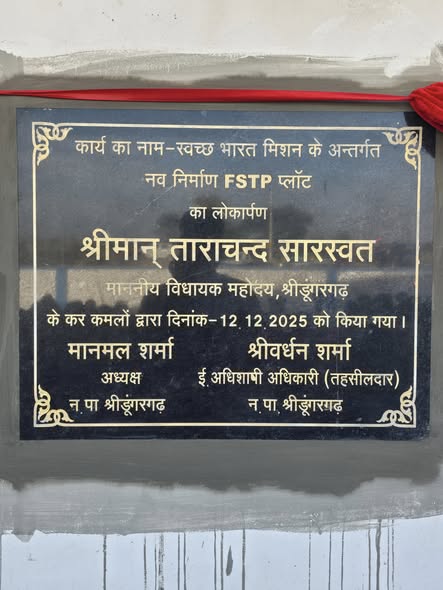 कार्य का नाम-स्वच्छ भारत मिशन के अन्तर्गत
नव निर्माण FSTP प्लॉट
का लोकार्पण
श्रीमान् ताराचन्द सारस्वत
माननीय विधायक महोदय,श्रीडूंगरगढ़
के कर कमलों द्वारा दिनांक-12.12.2025 को किया गया।
मानमल शर्मा श्रीवर्धन शर्मा
अध्यक्ष ई.अधिशाषी अधिकारी (तहसीलदार)
न.पा.श्रीडूंगरगढ़ न.पा.श्रीडूंगरगढ़